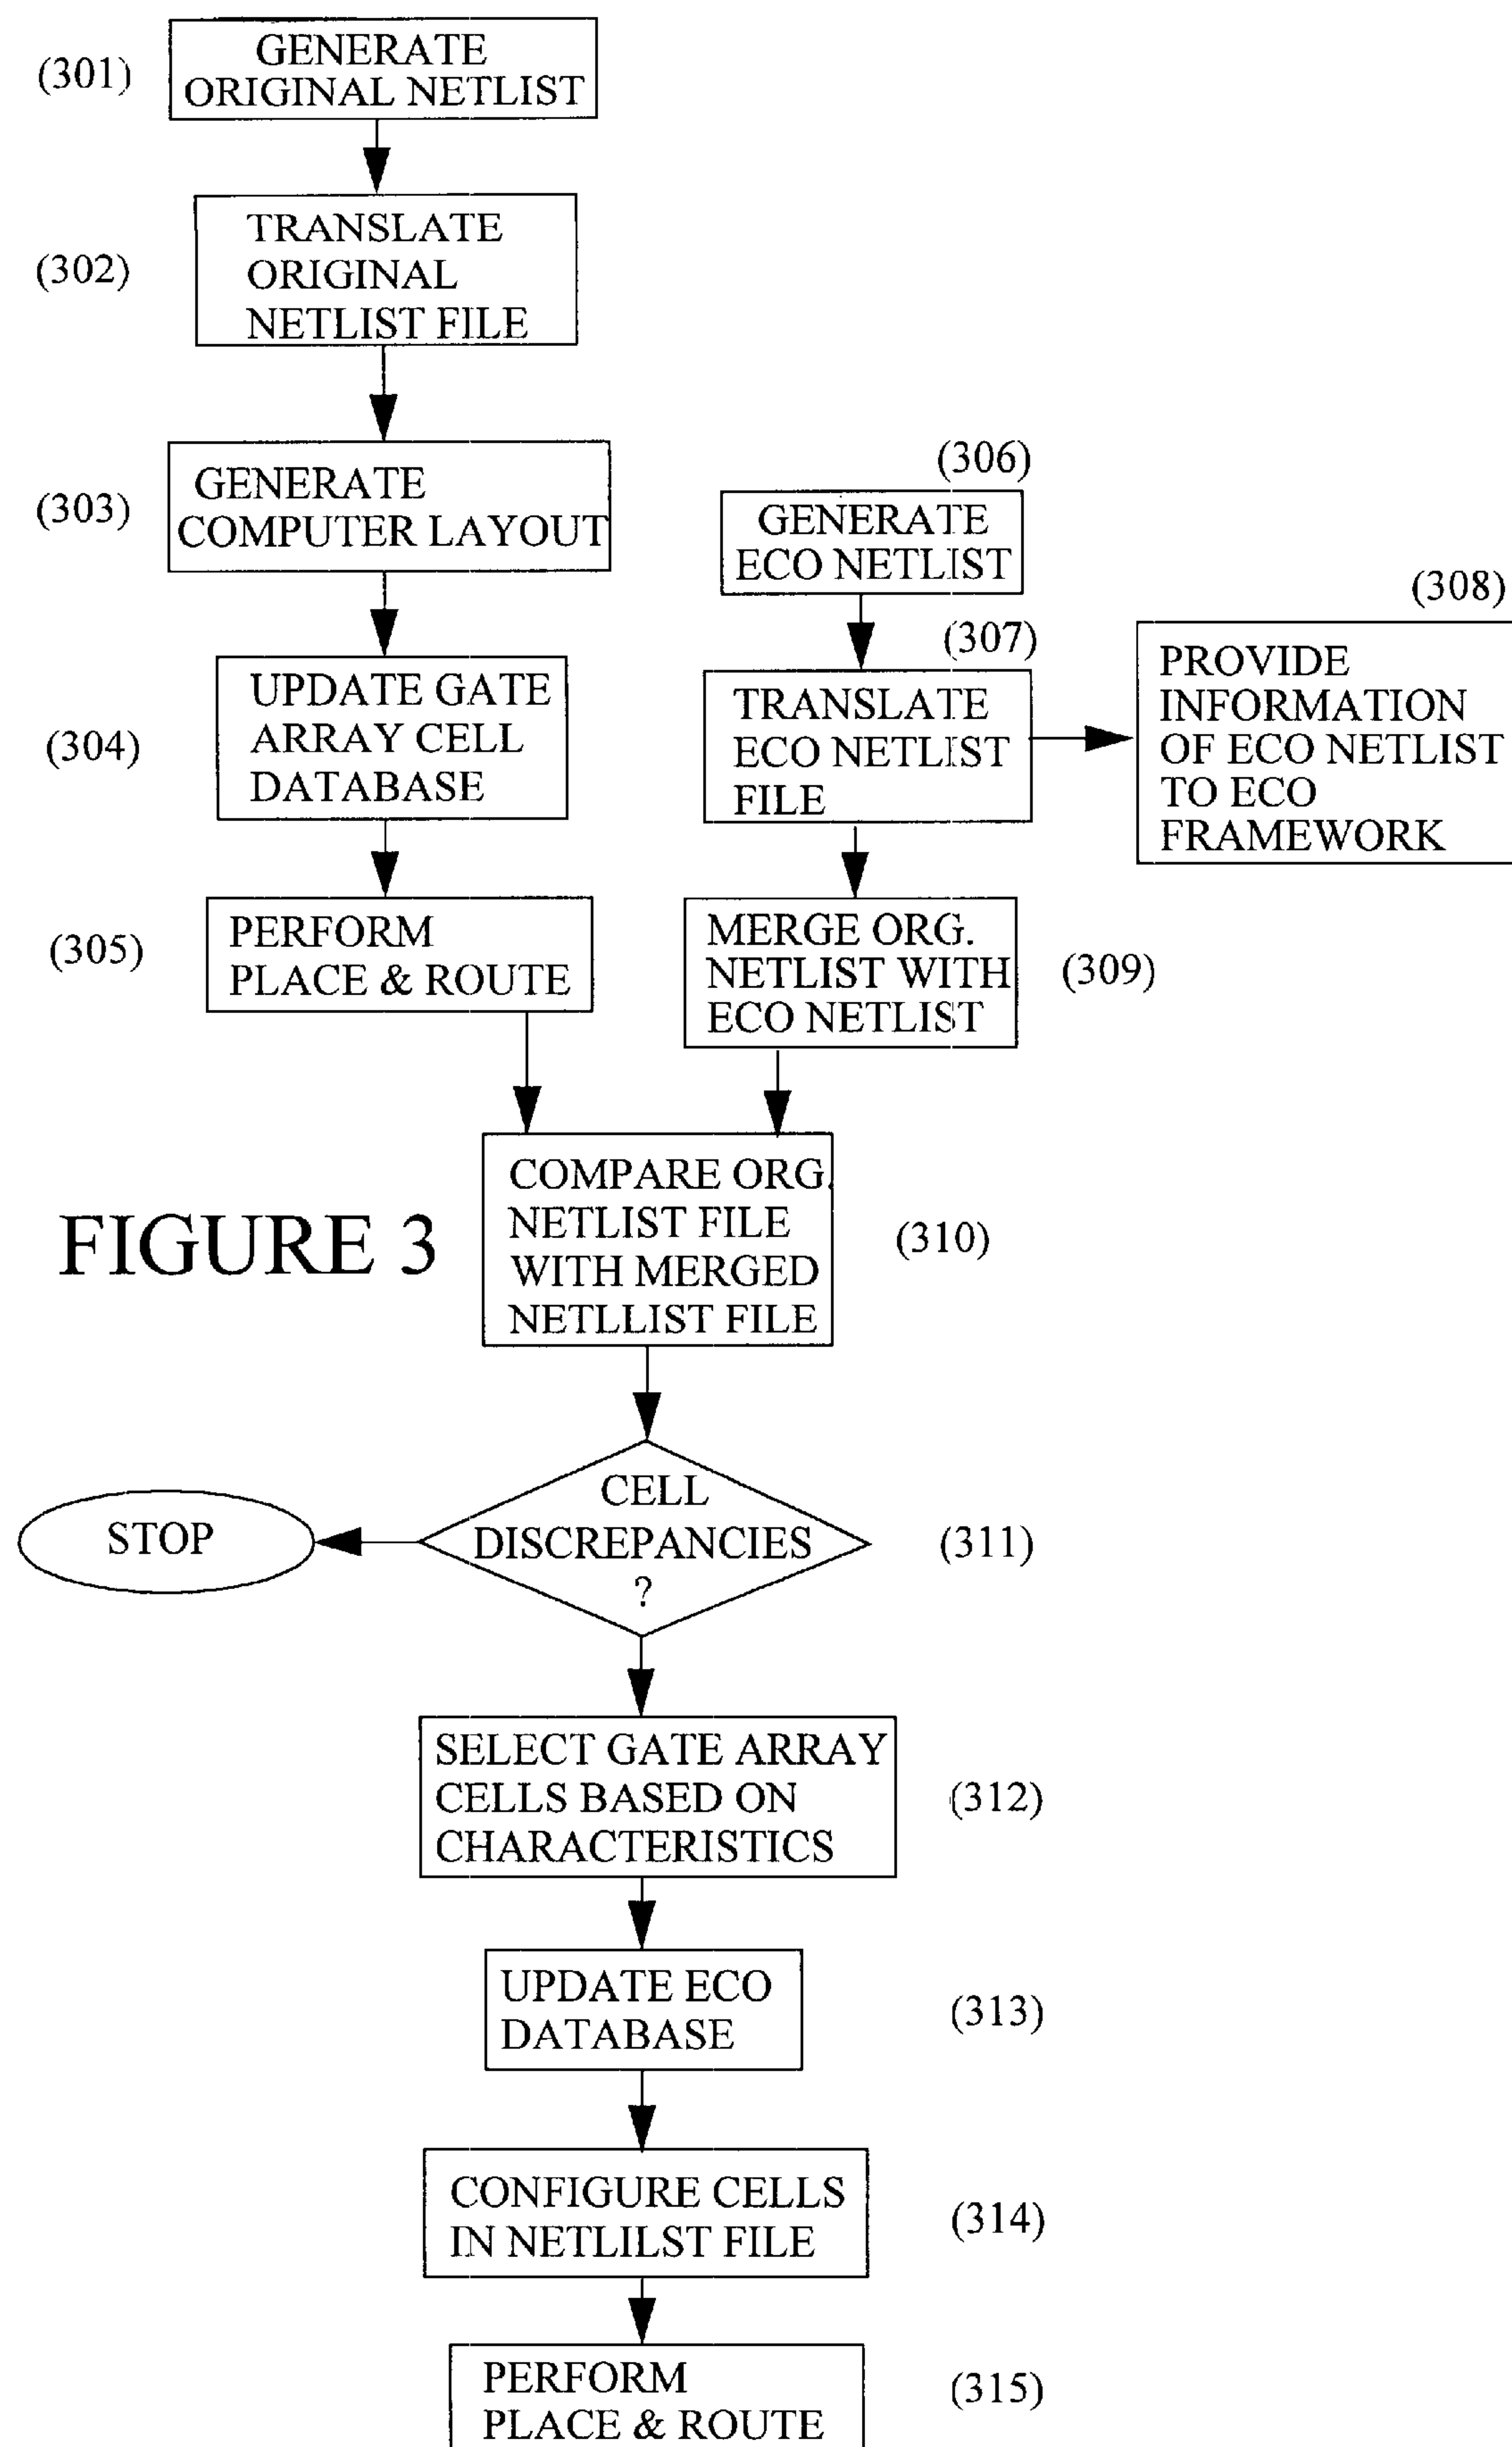 (301)
GENERATE
ORIGINAL NETLIST
(302)
TRANSLATE
ORIGINAL
NETLIST FILE
(303)
GENERATE
COMPUTER LAYOUT
(304)
UPDATE GATE
ARRAY CELL
DATABASE
(305)
PERFORM
PLACE & ROUTE
(306)
GENERATE
ECO NETLIST
(307)
TRANSLATE
ECO NETLIST
FILE
(308)
PROVIDE
INFORMATION
OF ECO NETLIST
TO ECO
FRAMEWORK
MERGE ORG.
NETLIST WITH
ECO NETLIST
(309)
FIGURE 3
COMPARE ORG.
NETLIST FILE
WITH MERGED
NETLLIST FILE
(310)
STOP
CELL
DISCREPANCIES
?
(311)
SELECT GATE ARRAY
CELLS BASED ON
CHARACTERISTICS
(312)
UPDATE ECO
DATABASE
(313)
CONFIGURE CELLS
IN NETLILST FILE
(314)
PERFORM
PLACE & ROUTE
(315)